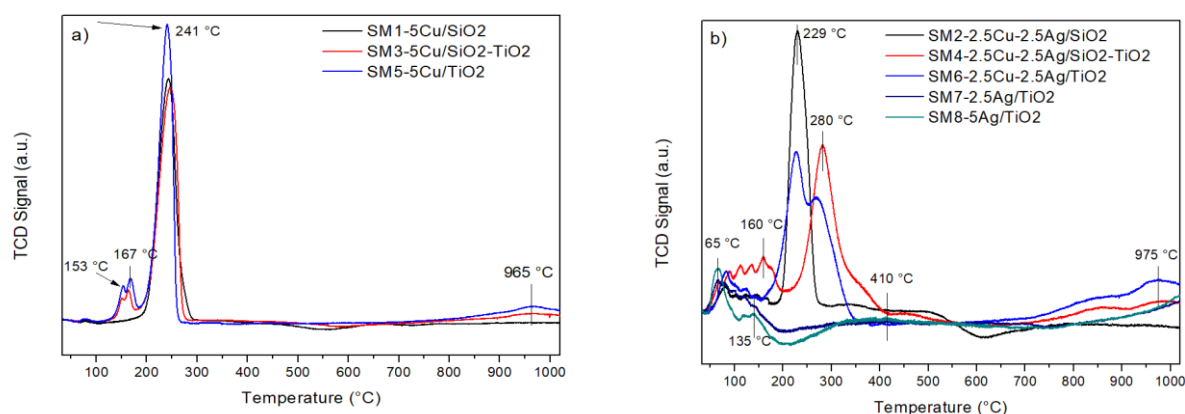 a)
241 °C
SM1-5Cu/SiO2
SM3-5Cu/SiO2-TiO2
SM5-5Cu/TiO2
153 °C
167 °C
965 °C
TCD Signal (a.u.)
100 200 300 400 500 600 700 800 900 1000
Temperature (°C)
b)
229 °C
SM2-2.5Cu-2.5Ag/SiO2
SM4-2.5Cu-2.5Ag/SiO2-TiO2
SM6-2.5Cu-2.5Ag/TiO2
SM7-2.5Ag/TiO2
SM8-5Ag/TiO2
280 °C
160 °C
65 °C
410 °C
975 °C
135 °C
TCD Signal (a.u.)
100 200 300 400 500 600 700 800 900 1000
Temperature (°C)